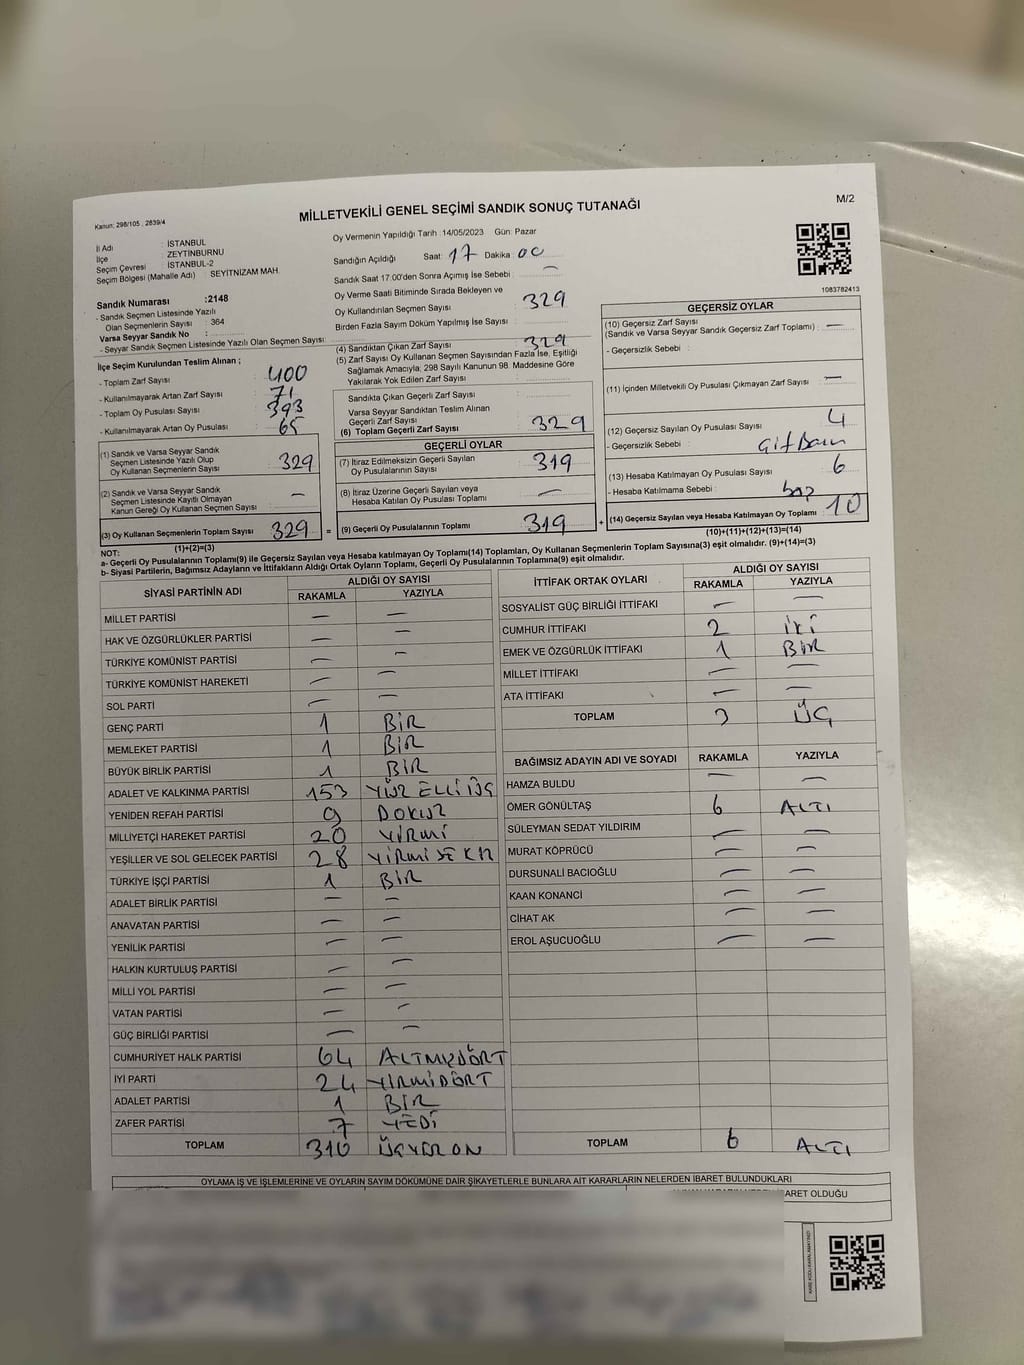 Kanun: 298/105 , 2839/4
MİLLETVEKİLİ GENEL SEÇİMİ SANDIK SONUÇ TUTANAĞI
M/2
İl Adı : İSTANBUL
İlçe : ZEYTİNBURNU
Seçim Çevresi : İSTANBUL-2
Seçim Bölgesi (Mahalle Adı) : SEYİTNİZAM MAH.
Oy Vermenin Yapıldığı Tarih :14/05/2023 Gün: Pazar
Sandığın Açıldığı Saat: 17 Dakika : 00
Sandık Saat 17:00'den Sonra Açımış İse Sebebi : —
Oy Verme Saati Bitiminde Sırada Bekleyen ve
Oy Kullandırılan Seçmen Sayısı : 329
Birden Fazla Sayım Döküm Yapılmış İse Sayısı :
1083782413
Sandık Numarası :2148
- Sandık Seçmen Listesinde Yazılı
Olan Seçmenlerin Sayısı : 364
Varsa Seyyar Sandık No :
- Seyyar Sandık Seçmen Listesinde Yazılı Olan Seçmen Sayısı:
İlçe Seçim Kurulundan Teslim Alınan ;
- Toplam Zarf Sayısı : 400
- Kullanılmayarak Artan Zarf Sayısı : 71
- Toplam Oy Pusulası Sayısı : 393
- Kullanılmayarak Artan Oy Pusulası : 65
(1) Sandık ve Varsa Seyyar Sandık
Seçmen Listesinde Yazılı Olup
Oy Kullanan Seçmenlerin Sayısı : 329
(2) Sandık ve Varsa Seyyar Sandık
Seçmen Listesinde Kayıtlı Olmayan
Kanun Gereği Oy Kullanan Seçmen Sayısı : —
(3) Oy Kullanan Seçmenlerin Toplam Sayısı : 329
(1)+(2)=(3)
(4) Sandıktan Çıkan Zarf Sayısı : 329
(5) Zarf Sayısı Oy Kullanan Seçmen Sayısından Fazla İse, Eşitliği
Sağlamak Amacıyla; 298 Sayılı Kanunun 98. Maddesine Göre
Yakılarak Yok Edilen Zarf Sayısı :
Sandıkta Çıkan Geçerli Zarf Sayısı :
Varsa Seyyar Sandıktan Teslim Alınan
Geçerli Zarf Sayısı :
(6) Toplam Geçerli Zarf Sayısı : 329
GEÇERLİ OYLAR
(7) İtiraz Edilmeksizin Geçerli Sayılan
Oy Pusulalarının Sayısı : 319
(8) İtiraz Üzerine Geçerli Sayılan veya
Hesaba Katılan Oy Pusulası Toplamı : —
= (9) Geçerli Oy Pusulalarının Toplamı : 319 +
GEÇERSİZ OYLAR
(10) Geçersiz Zarf Sayısı
(Sandık ve Varsa Seyyar Sandık Geçersiz Zarf Toplamı) : —
- Geçersizlik Sebebi :
(11) İçinden Milletvekili Oy Pusulası Çıkmayan Zarf Sayısı : —
(12) Geçersiz Sayılan Oy Pusulası Sayısı : 4
- Geçersizlik Sebebi :
(13) Hesaba Katılmayan Oy Pusulası Sayısı : 6
- Hesaba Katılmama Sebebi :
(14) Geçersiz Sayılan veya Hesaba Katılmayan Oy Toplamı : 10
(10)+(11)+(12)+(13)=(14)
NOT:
a- Geçerli Oy Pusulalarının Toplamı(9) ile Geçersiz Sayılan veya Hesaba katılmayan Oy Toplamı(14) Toplamları, Oy Kullanan Seçmenlerin Toplam Sayısına(3) eşit olmalıdır. (9)+(14)=(3)
b- Siyasi Partilerin, Bağımsız Adayların ve İttifakların Aldığı Ortak Oyların Toplamı, Geçerli Oy Pusulalarının Toplamına(9) eşit olmalıdır.
SİYASİ PARTİNİN ADI ALDIĞI OY SAYISI
RAKAMLA YAZIYLA
MİLLET PARTİSİ — —
HAK VE ÖZGÜRLÜKLER PARTİSİ — —
TÜRKİYE KOMÜNİST PARTİSİ — —
TÜRKİYE KOMÜNİST HAREKETİ — —
SOL PARTİ — —
GENÇ PARTİ 1 BİR
MEMLEKET PARTİSİ 1 BİR
BÜYÜK BİRLİK PARTİSİ 1 BİR
ADALET VE KALKINMA PARTİSİ 153 YÜZ ELLİ ÜÇ
YENİDEN REFAH PARTİSİ 9 DOKUZ
MİLLİYETÇİ HAREKET PARTİSİ 20 YİRMİ
YEŞİLLER VE SOL GELECEK PARTİSİ 28 YİRMİ SEKİZ
TÜRKİYE İŞÇİ PARTİSİ 1 BİR
ADALET BİRLİK PARTİSİ — —
ANAVATAN PARTİSİ — —
YENİLİK PARTİSİ — —
HALKIN KURTULUŞ PARTİSİ — —
MİLLİ YOL PARTİSİ — —
VATAN PARTİSİ — —
GÜÇ BİRLİĞİ PARTİSİ — —
CUMHURİYET HALK PARTİSİ 64 ALTMIŞDÖRT
İYİ PARTİ 24 YİRMİDÖRT
ADALET PARTİSİ 1 BİR
ZAFER PARTİSİ 7 YEDİ
TOPLAM 310 ÜÇYÜZ ON
İTTİFAK ORTAK OYLARI ALDIĞI OY SAYISI
RAKAMLA YAZIYLA
SOSYALİST GÜÇ BİRLİĞİ İTTİFAKI — —
CUMHUR İTTİFAKI 2 İKİ
EMEK VE ÖZGÜRLÜK İTTİFAKI 1 BİR
MİLLET İTTİFAKI — —
ATA İTTİFAKI — —
TOPLAM 3 ÜÇ
BAĞIMSIZ ADAYIN ADI VE SOYADI RAKAMLA YAZIYLA
HAMZA BULDU — —
ÖMER GÖNÜLTAŞ 6 ALTI
SÜLEYMAN SEDAT YILDIRIM — —
MURAT KÖPRÜCÜ — —
DURSUNALİ BACIOĞLU — —
KAAN KONANCI — —
CİHAT AK — —
EROL AŞUCUOĞLU — —
TOPLAM 6 ALTI
OYLAMA İŞ VE İŞLEMLERİNE VE OYLARIN SAYIM DÖKÜMÜNE DAİR ŞİKAYETLERLE BUNLARA AİT KARARLARIN NELERDEN İBARET BULUNDUKLARI
OLDUĞU